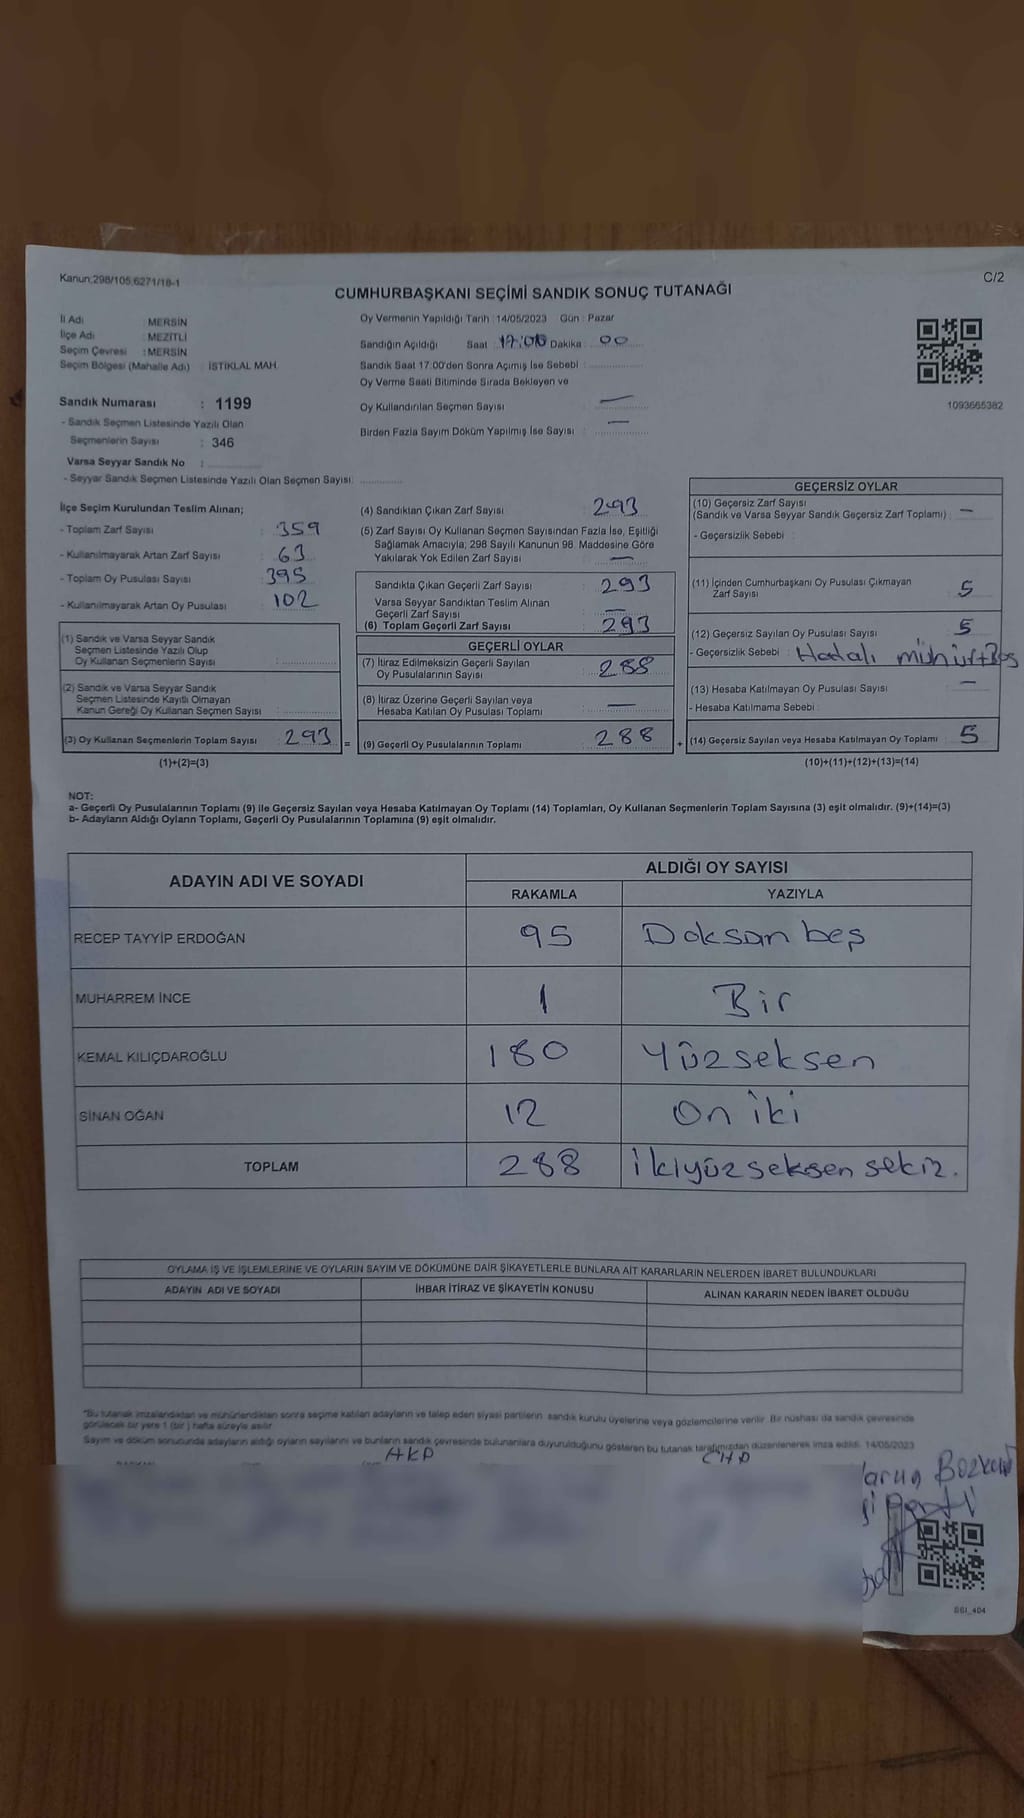 Kanun:298/105,6271/18-1
C/2
CUMHURBAŞKANI SEÇİMİ SANDIK SONUÇ TUTANAĞI
İl Adı : MERSİN
İlçe Adı : MEZİTLİ
Seçim Çevresi : MERSİN
Seçim Bölgesi (Mahalle Adı) : İSTİKLAL MAH.
Sandık Numarası : 1199
- Sandık Seçmen Listesinde Yazılı Olan
Seçmenlerin Sayısı : 346
Varsa Seyyar Sandık No :
- Seyyar Sandık Seçmen Listesinde Yazılı Olan Seçmen Sayısı:
Oy Vermenin Yapıldığı Tarih :14/05/2023 Gün : Pazar
Sandığın Açıldığı Saat : 17:00 Dakika : 00
Sandık Saat 17:00'den Sonra Açımış İse Sebebi :
Oy Verme Saati Bitiminde Sırada Bekleyen ve
Oy Kullandırılan Seçmen Sayısı : —
Birden Fazla Sayım Döküm Yapılmış İse Sayısı : —
1093665382
İlçe Seçim Kurulundan Teslim Alınan;
- Toplam Zarf Sayısı : 359
- Kullanılmayarak Artan Zarf Sayısı : 63
- Toplam Oy Pusulası Sayısı : 395
- Kullanılmayarak Artan Oy Pusulası : 102
(1) Sandık ve Varsa Seyyar Sandık
Seçmen Listesinde Yazılı Olup
Oy Kullanan Seçmenlerin Sayısı :
(2) Sandık ve Varsa Seyyar Sandık
Seçmen Listesinde Kayıtlı Olmayan
Kanun Gereği Oy Kullanan Seçmen Sayısı :
(3) Oy Kullanan Seçmenlerin Toplam Sayısı : 293
(1)+(2)=(3)
(4) Sandıktan Çıkan Zarf Sayısı : 293
(5) Zarf Sayısı Oy Kullanan Seçmen Sayısından Fazla İse, Eşitliği
Sağlamak Amacıyla; 298 Sayılı Kanunun 98. Maddesine Göre
Yakılarak Yok Edilen Zarf Sayısı : —
Sandıkta Çıkan Geçerli Zarf Sayısı : 293
Varsa Seyyar Sandıktan Teslim Alınan
Geçerli Zarf Sayısı : —
(6) Toplam Geçerli Zarf Sayısı : 293
GEÇERLİ OYLAR
(7) İtiraz Edilmeksizin Geçerli Sayılan
Oy Pusulalarının Sayısı : 288
(8) İtiraz Üzerine Geçerli Sayılan veya
Hesaba Katılan Oy Pusulası Toplamı : —
= (9) Geçerli Oy Pusulalarının Toplamı : 288
GEÇERSİZ OYLAR
(10) Geçersiz Zarf Sayısı
(Sandık ve Varsa Seyyar Sandık Geçersiz Zarf Toplamı) : —
- Geçersizlik Sebebi :
(11) İçinden Cumhurbaşkanı Oy Pusulası Çıkmayan
Zarf Sayısı : 5
(12) Geçersiz Sayılan Oy Pusulası Sayısı : 5
- Geçersizlik Sebebi : Hatalı mühür+Boş
(13) Hesaba Katılmayan Oy Pusulası Sayısı : —
- Hesaba Katılmama Sebebi :
+ (14) Geçersiz Sayılan veya Hesaba Katılmayan Oy Toplamı : 5
(10)+(11)+(12)+(13)=(14)
NOT:
a- Geçerli Oy Pusulalarının Toplamı (9) ile Geçersiz Sayılan veya Hesaba Katılmayan Oy Toplamı (14) Toplamları, Oy Kullanan Seçmenlerin Toplam Sayısına (3) eşit olmalıdır. (9)+(14)=(3)
b- Adayların Aldığı Oyların Toplamı, Geçerli Oy Pusulalarının Toplamına (9) eşit olmalıdır.
ADAYIN ADI VE SOYADI
ALDIĞI OY SAYISI
RAKAMLA YAZIYLA
RECEP TAYYİP ERDOĞAN 95 Doksan beş
MUHARREM İNCE 1 Bir
KEMAL KILIÇDAROĞLU 180 Yüzseksen
SİNAN OĞAN 12 On iki
TOPLAM 288 ikiyüzseksen sekiz.
OYLAMA İŞ VE İŞLEMLERİNE VE OYLARIN SAYIM VE DÖKÜMÜNE DAİR ŞİKAYETLERLE BUNLARA AİT KARARLARIN NELERDEN İBARET BULUNDUKLARI
ADAYIN ADI VE SOYADI İHBAR İTİRAZ VE ŞİKAYETİN KONUSU ALINAN KARARIN NEDEN İBARET OLDUĞU
*Bu tutanak imzalandıktan ve mühürlendikten sonra seçime katılan adayların ve talep eden siyasi partilerin sandık kurulu üyelerine veya gözlemcilerine verilir. Bir nüshası da sandık çevresinde
görülecek bir yere 1 (bir) hafta süreyle asılır.
Sayım ve döküm sonucunda adayların aldığı oyların sayılarını ve bunların sandık çevresinde bulunanlara duyurulduğunu gösteren bu tutanak tarafımızdan düzenlenerek imza edildi. 14/05/2023
AKP CHP
Bozkurt